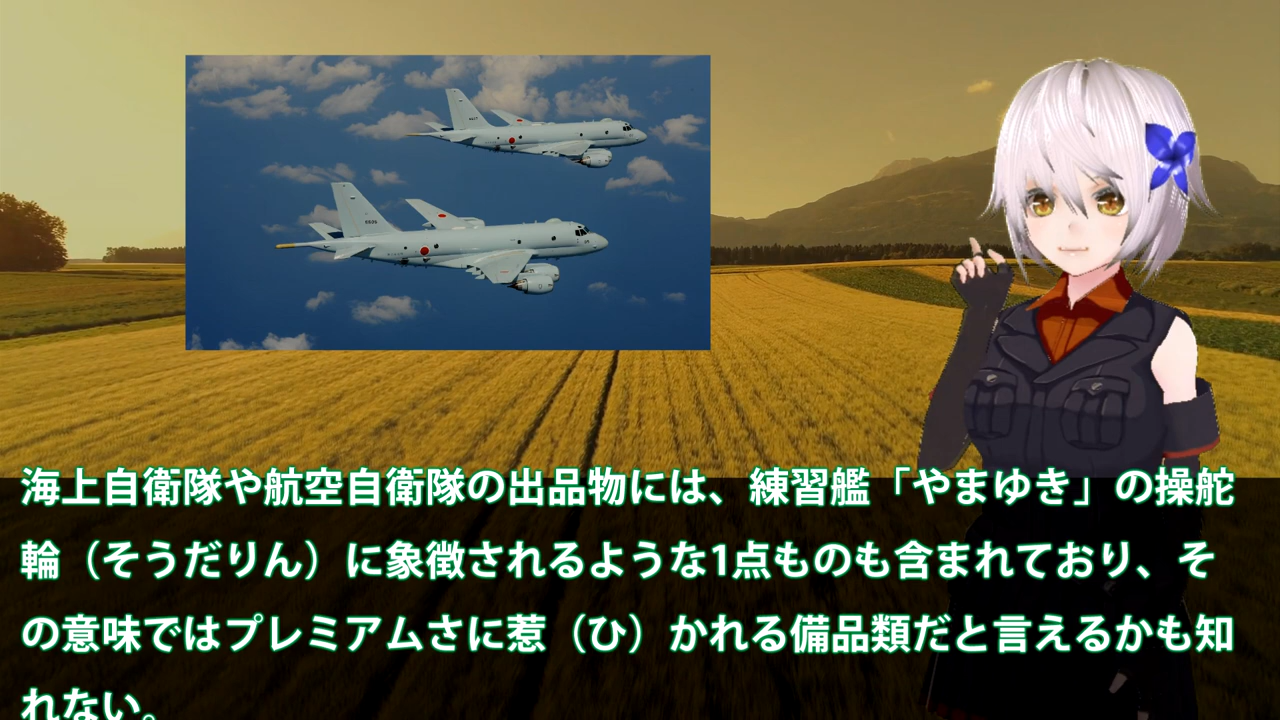 海上自衛隊や航空自衛隊の出品物には、練習艦「やまゆき」の操舵
輪（そうだりん）に象徴されるような1点ものも含まれており、そ
の意味ではプレミアムさに惹（ひ）かれる備品類だと言えるかも知
れない。